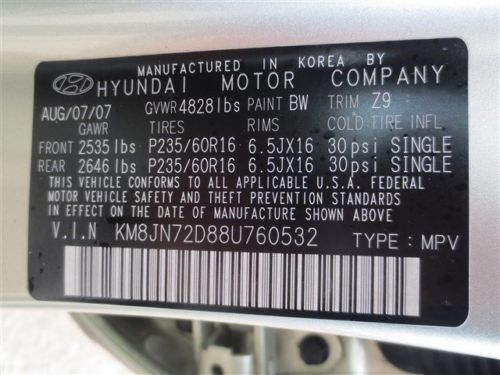 MANUFACTURED IN KOREA BY
HYUNDAI MOTOR COMPANY
AUG/07/07 GVWR 4828 lbs PAINT BW TRIM Z9
GAWR TIRES RIMS COLD TIRE INFL
FRONT 2535 lbs P235/60R16 6.5JX16 30psi SINGLE
REAR 2646 lbs P235/60R16 6.5JX16 30psi SINGLE
THIS VEHICLE CONFORMS TO ALL APPLICABLE U.S.A. FEDERAL
MOTOR VEHICLE SAFETY AND THEFT PREVENTION STANDARDS
IN EFFECT ON THE DATE OF MANUFACTURE SHOWN ABOVE
V.I.N KM8JN72D88U760532 TYPE : MPV